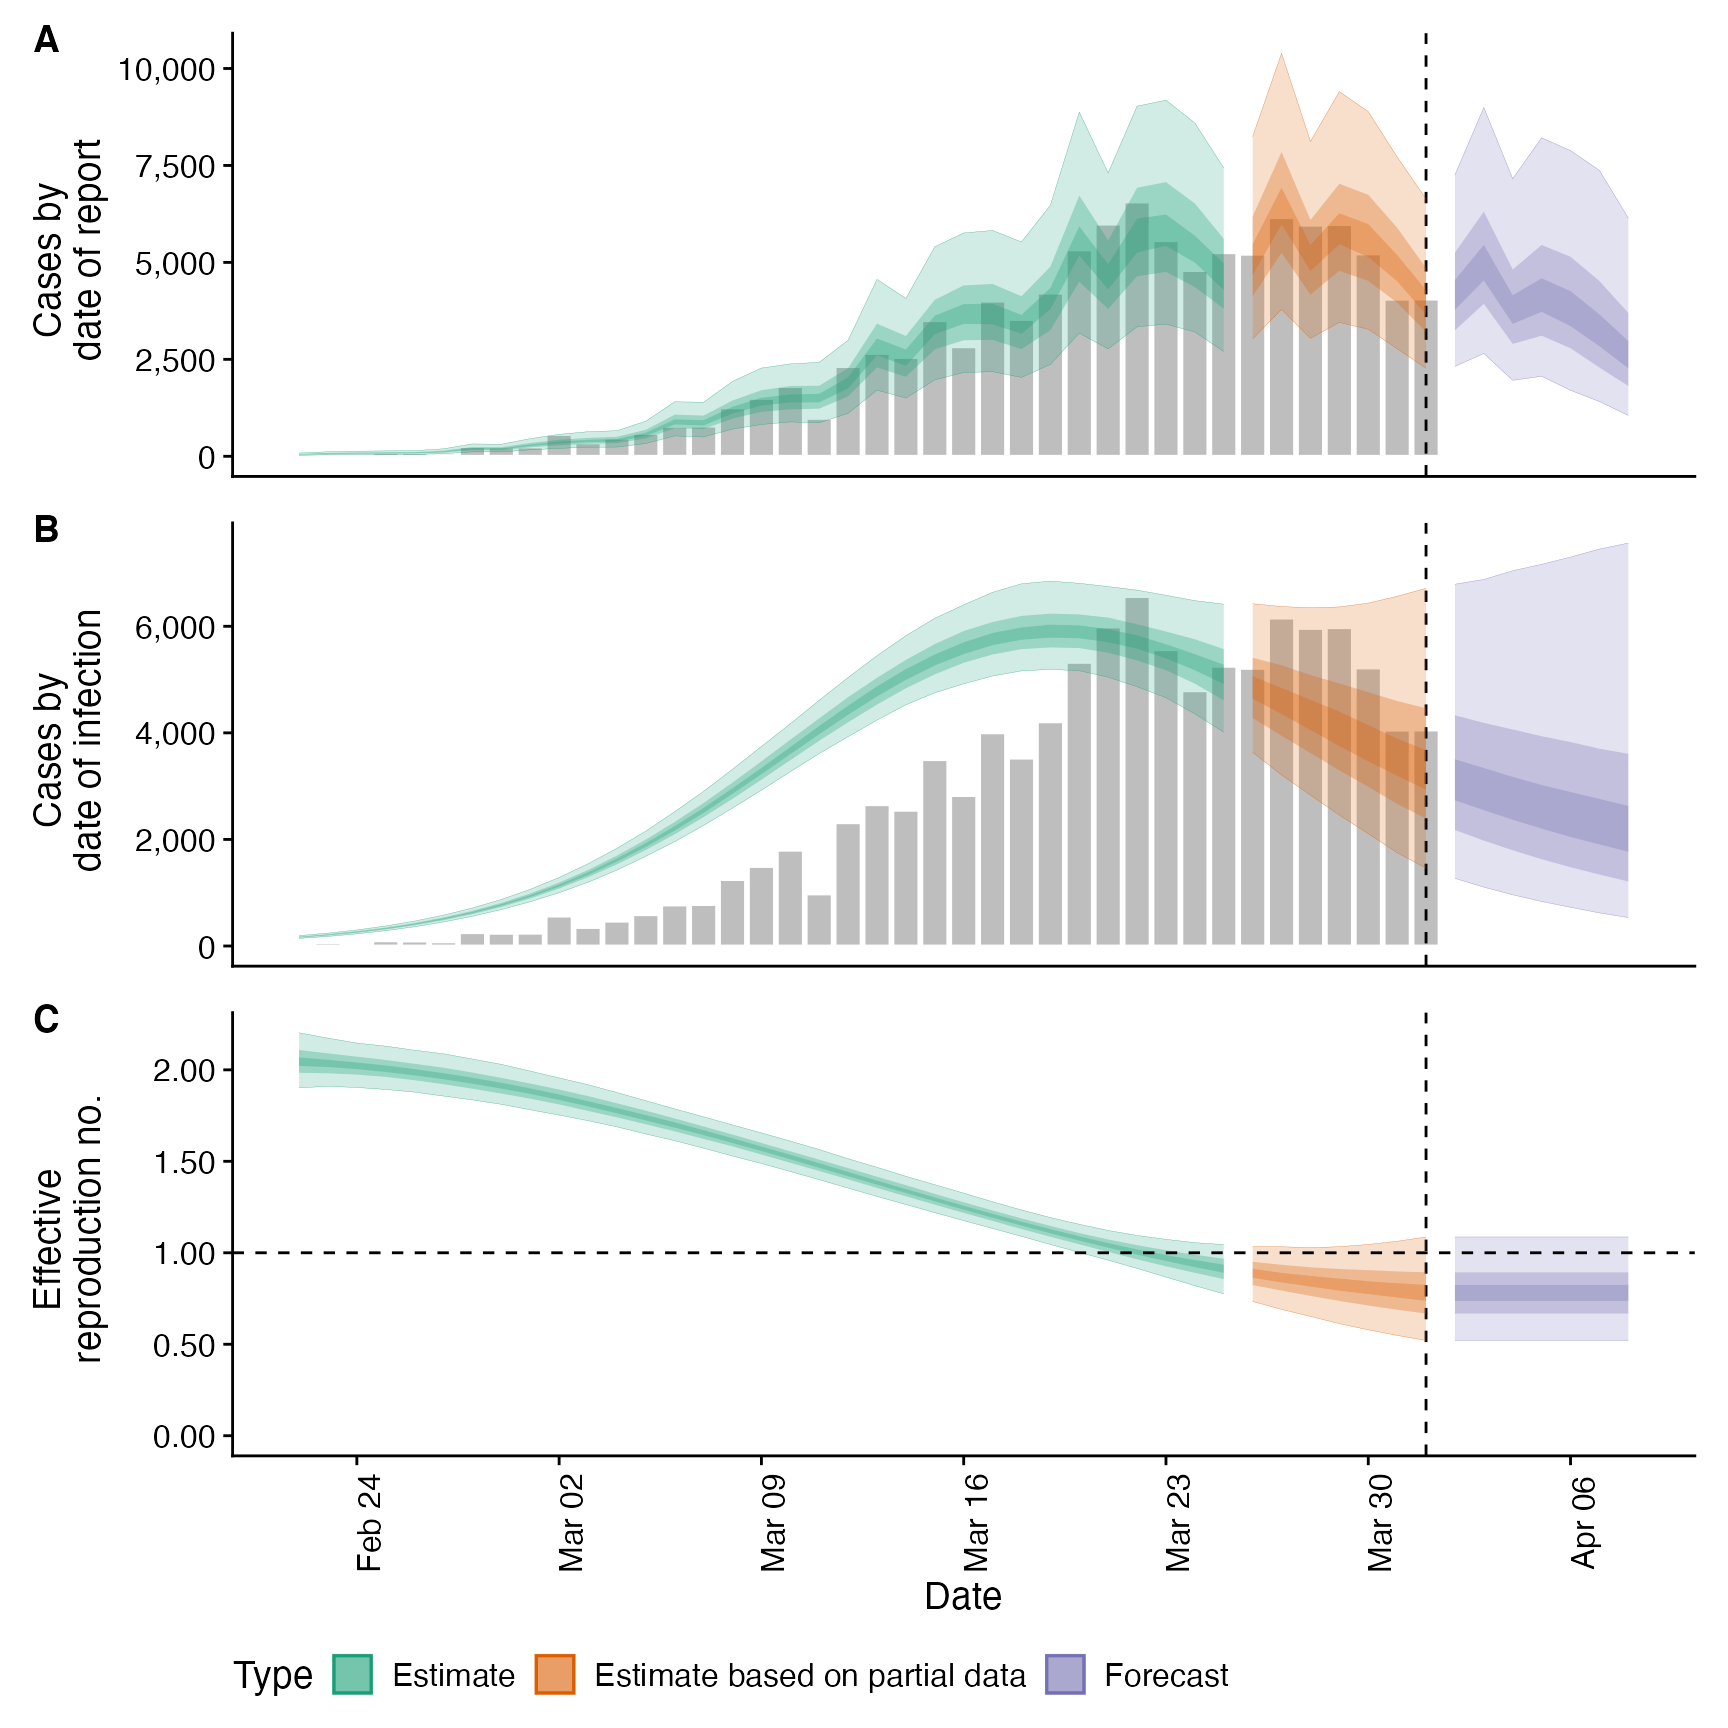 A
Cases by
date of report
10,000
7,500
5,000
2,500
0
B
Cases by
date of infection
6,000
4,000
2,000
0
C
Effective
reproduction no.
2.00
1.50
1.00
0.50
0.00
Feb 24
Mar 02
Mar 09
Mar 16
Mar 23
Mar 30
Apr 06
Date
Type Estimate Estimate based on partial data Forecast